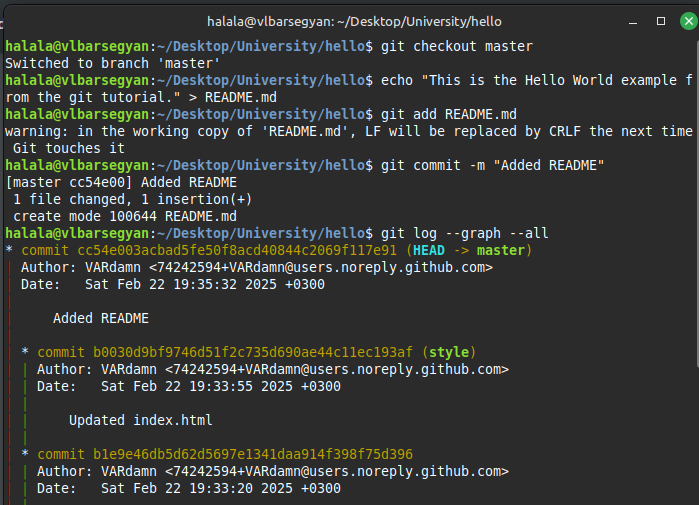 halala@vlbarsegyan: ~/Desktop/University/hello
halala@vlbarsegyan:~/Desktop/University/hello$ git checkout master
Switched to branch 'master'
halala@vlbarsegyan:~/Desktop/University/hello$ echo "This is the Hello World example f
rom the git tutorial." > README.md
halala@vlbarsegyan:~/Desktop/University/hello$ git add README.md
warning: in the working copy of 'README.md', LF will be replaced by CRLF the next time
 Git touches it
halala@vlbarsegyan:~/Desktop/University/hello$ git commit -m "Added README"
[master cc54e00] Added README
 1 file changed, 1 insertion(+)
 create mode 100644 README.md
halala@vlbarsegyan:~/Desktop/University/hello$ git log --graph --all
* commit cc54e003acbad5fe50f8acd40844c2069f117e91 (HEAD -> master)
| Author: VARdamn <74242594+VARdamn@users.noreply.github.com>
| Date:   Sat Feb 22 19:35:32 2025 +0300
|
|     Added README
|
| * commit b0030d9bf9746d51f2c735d690ae44c11ec193af (style)
| | Author: VARdamn <74242594+VARdamn@users.noreply.github.com>
| | Date:   Sat Feb 22 19:33:55 2025 +0300
| |
| |     Updated index.html
| |
| * commit b1e9e46db5d62d5697e1341daa914f398f75d396
| | Author: VARdamn <74242594+VARdamn@users.noreply.github.com>
| | Date:   Sat Feb 22 19:33:20 2025 +0300